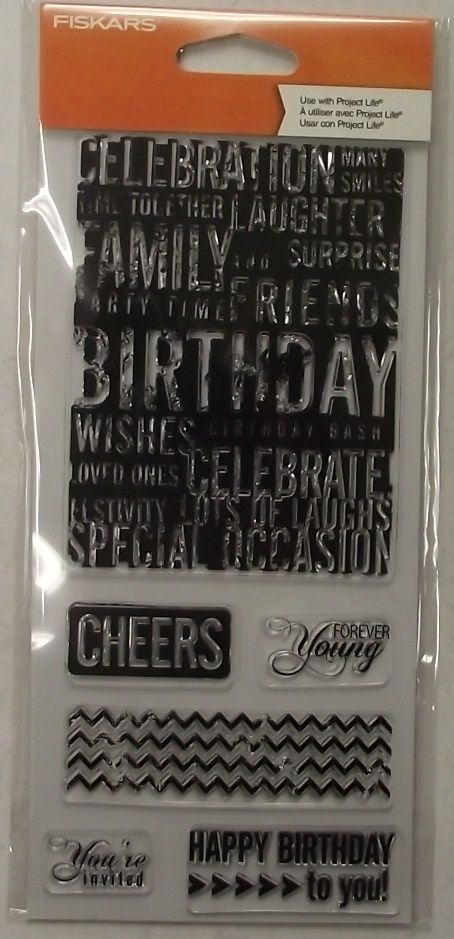 FISKARS
Use with Project Life®
À utiliser avec Project Life®
Usar con Project Life®
CELEBRATION MANY SMILES
TIME TOGETHER LAUGHTER
FAMILY SURPRISE
PARTY TIME FRIENDS
BIRTHDAY
WISHES BIRTHDAY BASH
LOVED ONES CELEBRATE
FESTIVITY LOTS OF LAUGHS
SPECIAL OCCASION
CHEERS
FOREVER
Young
You're
invited
HAPPY BIRTHDAY
>>>>> to you!